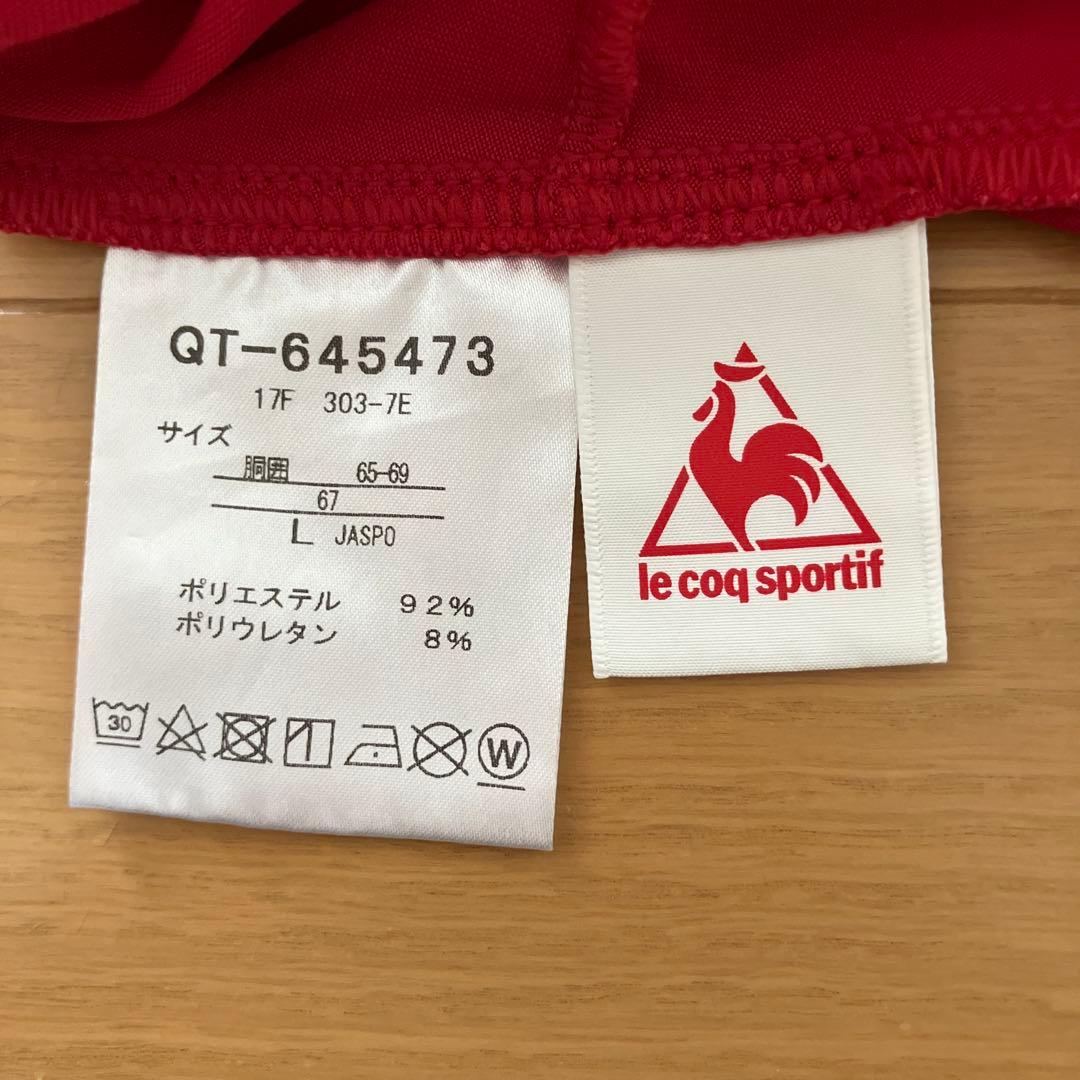 QT-645473
17F 303-7E
サイズ
胴囲 65-69
67
L JASPO
ポリエステル 92%
ポリウレタン 8%
30
W
le coq sportif